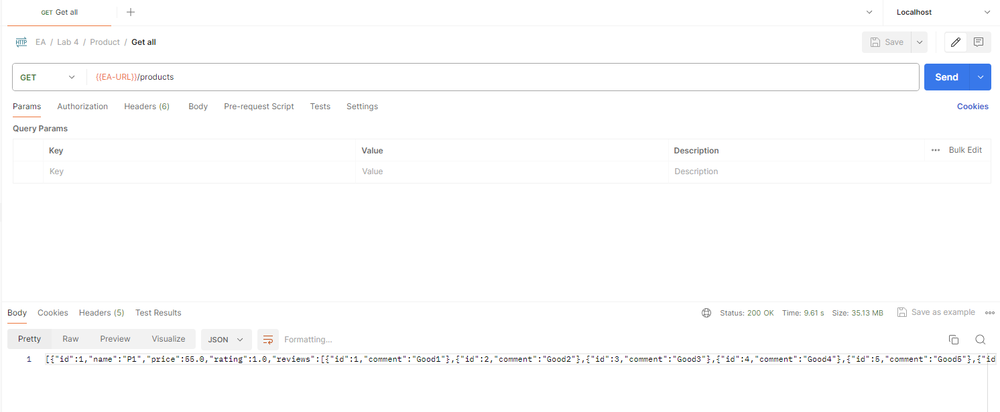 GET Get all
Localhost
HTTP EA / Lab 4 / Product / Get all
Save
GET {{EA-URL}}/products
Send
Params Authorization Headers (6) Body Pre-request Script Tests Settings
Cookies
Query Params
Key Value Description Bulk Edit
Key Value Description
Body Cookies Headers (5) Test Results
Status: 200 OK Time: 9.61 s Size: 35.13 MB Save as example
Pretty Raw Preview Visualize JSON Formatting...
1 [{"id":1,"name":"P1","price":55.0,"rating":1.0,"reviews":[{"id":1,"comment":"Good1"},{"id":2,"comment":"Good2"},{"id":3,"comment":"Good3"},{"id":4,"comment":"Good4"},{"id":5,"comment":"Good5"},{"id